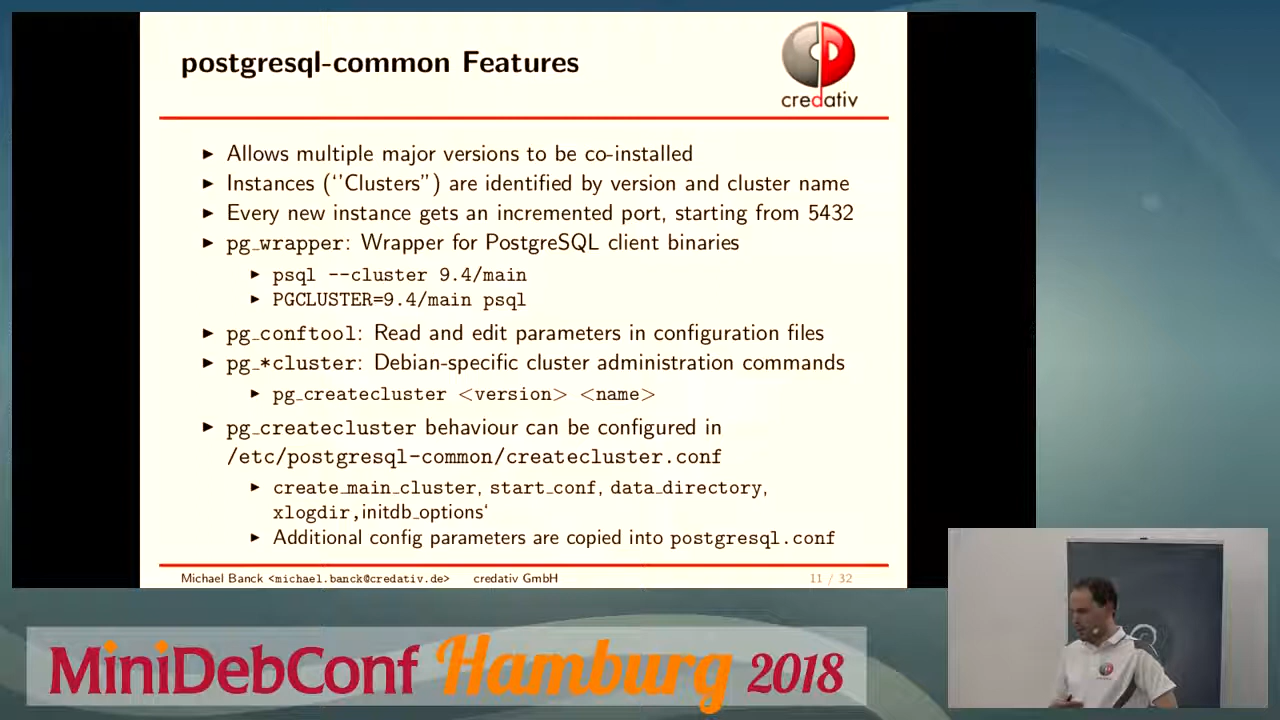 postgresql-common Features
credativ
▶ Allows multiple major versions to be co-installed
▶ Instances (‘’Clusters”) are identified by version and cluster name
▶ Every new instance gets an incremented port, starting from 5432
▶ pg_wrapper: Wrapper for PostgreSQL client binaries
▶ psql --cluster 9.4/main
▶ PGCLUSTER=9.4/main psql
▶ pg_conftool: Read and edit parameters in configuration files
▶ pg_*cluster: Debian-specific cluster administration commands
▶ pg_createcluster <version> <name>
▶ pg_createcluster behaviour can be configured in
/etc/postgresql-common/createcluster.conf
▶ create_main_cluster, start_conf, data_directory,
xlogdir,initdb_options‘
▶ Additional config parameters are copied into postgresql.conf
Michael Banck <michael.banck@credativ.de> credativ GmbH 11 / 32
MiniDebConf Hamburg 2018